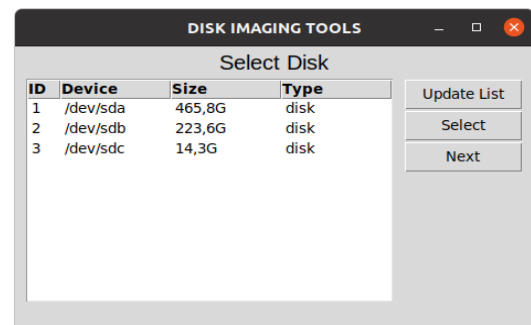 DISK IMAGING TOOLS
Select Disk
ID Device Size Type
1 /dev/sda 465,8G disk
2 /dev/sdb 223,6G disk
3 /dev/sdc 14,3G disk
Update List
Select
Next